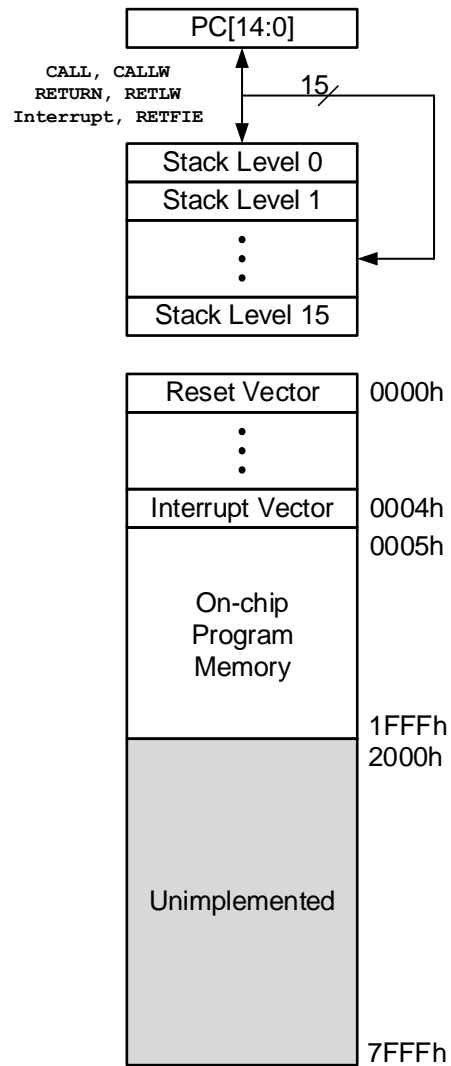 PC[14:0]
CALL, CALLW
RETURN, RETLW
Interrupt, RETFIE
15
Stack Level 0
Stack Level 1
Stack Level 15
Reset Vector
0000h
Interrupt Vector
0004h
0005h
On-chip
Program
Memory
1FFFh
2000h
Unimplemented
7FFFh